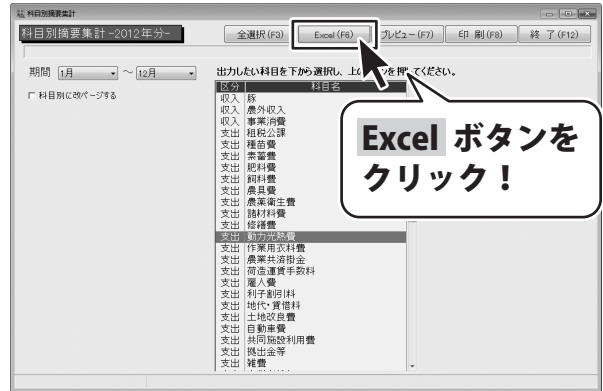 科目別摘要集計
科目別摘要集計-2012年分-
全選択(F3)
Excel(F6)
プレビュー(F7)
印 刷(F8)
終 了(F12)
期間 1月 ～ 12月
出力したい科目を下から選択し、上の
を押してください。
科目別に改ページする
区分 科目名
収入 豚
収入 農外収入
収入 事業消費
支出 租税公課
支出 種苗費
支出 素畜費
支出 肥料費
支出 飼料費
支出 農具費
支出 農薬衛生費
支出 諸材料費
支出 修繕費
支出 動力光熱費
支出 作業用衣料費
支出 農業共済掛金
支出 荷造運賃手数料
支出 雇人費
支出 利子割引料
支出 地代・賃借料
支出 土地改良費
支出 自動車費
支出 共同施設利用費
支出 拠出金等
支出 雑費
Excel ボタンを
クリック！